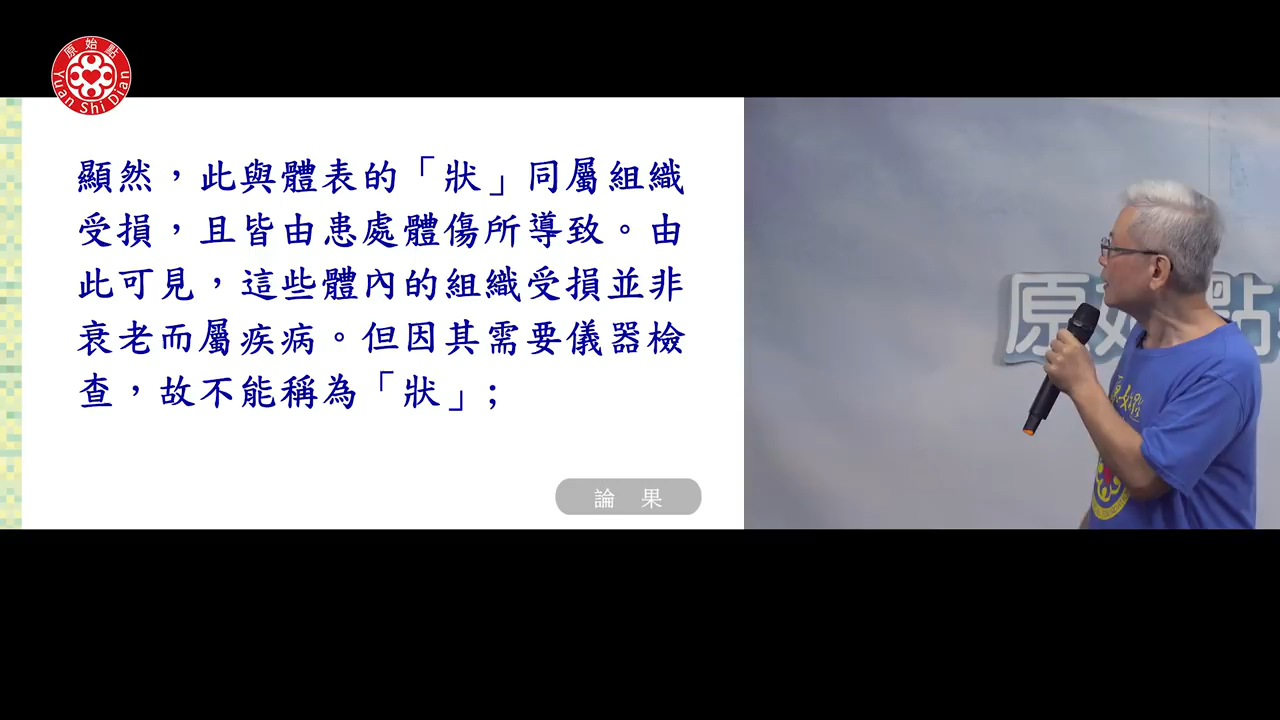 原始點
Yuan Shi Dian
顯然，此與體表的「狀」同屬組織
受損，且皆由患處體傷所導致。由
此可見，這些體內的組織受損並非
衰老而屬疾病。但因其需要儀器檢
查，故不能稱為「狀」；
論 果
原始點